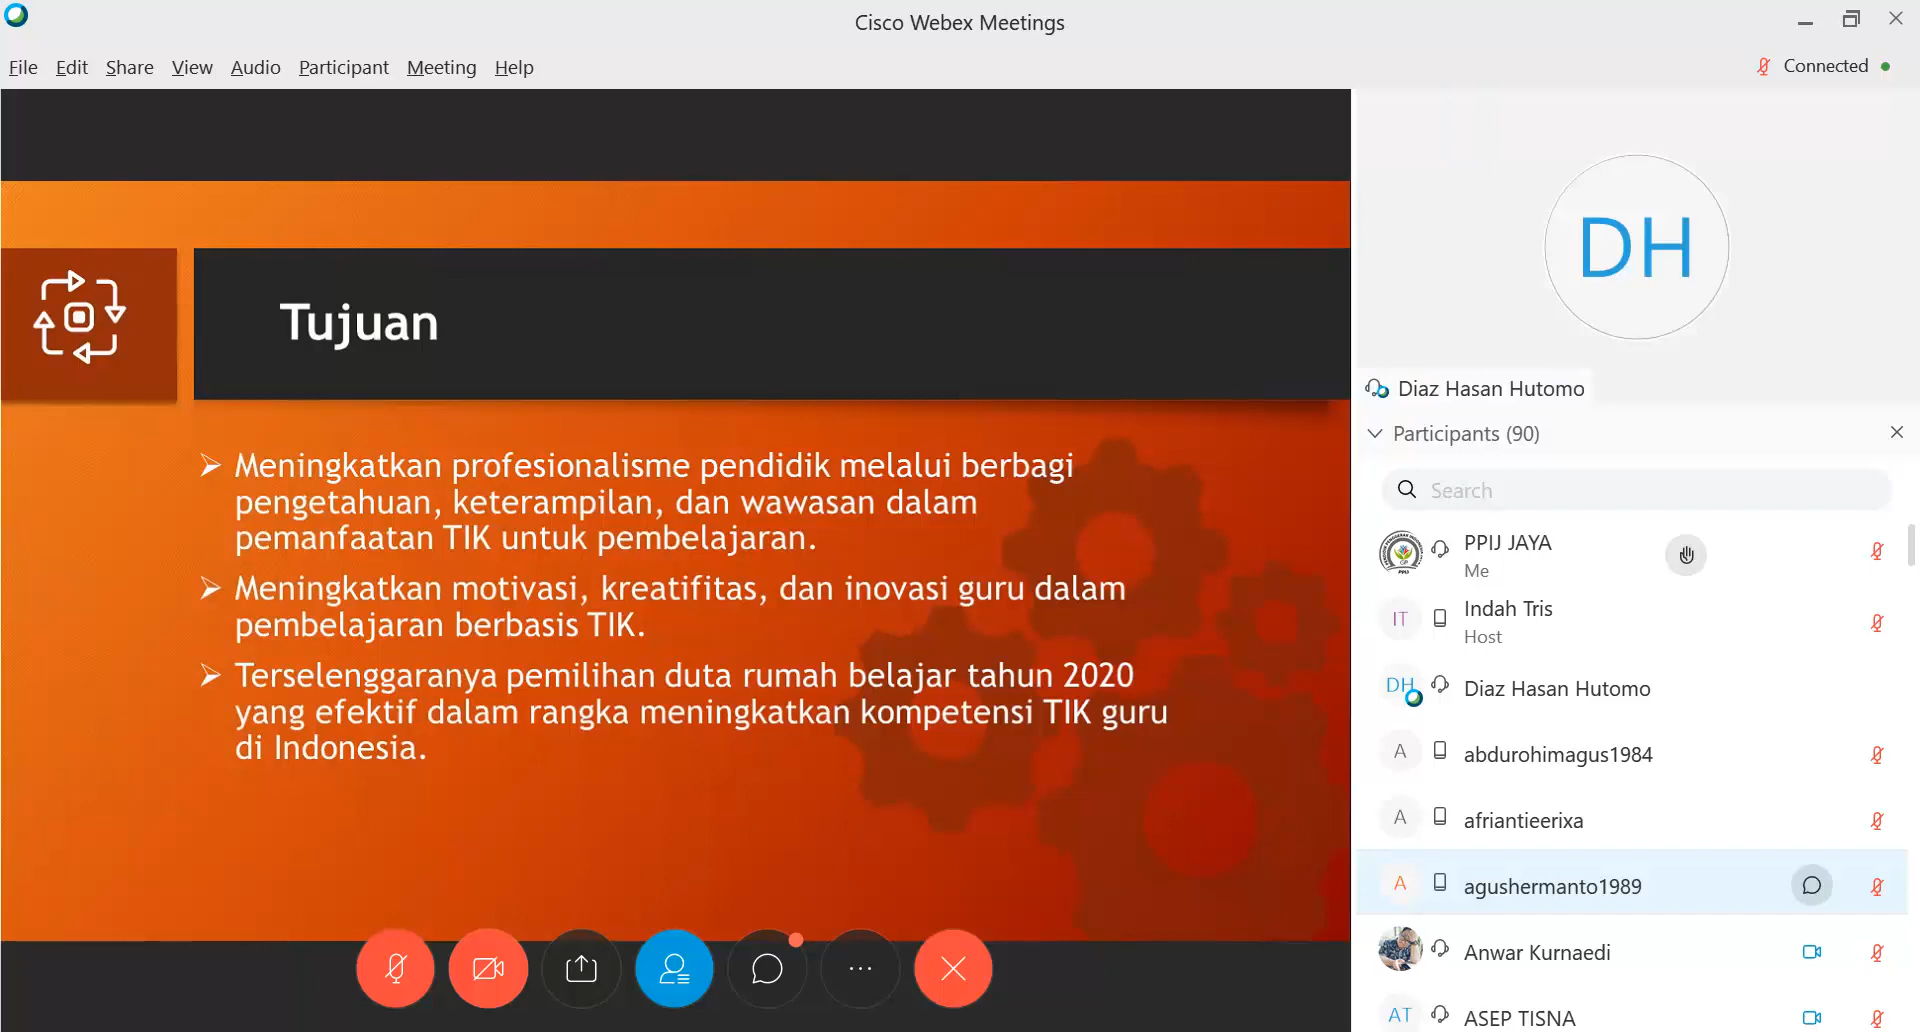 Cisco Webex Meetings
File Edit Share View Audio Participant Meeting Help
Connected
Tujuan
Meningkatkan profesionalisme pendidik melalui berbagi
pengetahuan, keterampilan, dan wawasan dalam
pemanfaatan TIK untuk pembelajaran.
Meningkatkan motivasi, kreatifitas, dan inovasi guru dalam
pembelajaran berbasis TIK.
Terselenggaranya pemilihan duta rumah belajar tahun 2020
yang efektif dalam rangka meningkatkan kompetensi TIK guru
di Indonesia.
DH
Diaz Hasan Hutomo
Participants (90)
Search
PPIJ JAYA
Me
IT
Indah Tris
Host
DH
Diaz Hasan Hutomo
A
abdurohimagus1984
A
afriantieerixa
A
agushermanto1989
Anwar Kurnaedi
AT
ASEP TISNA